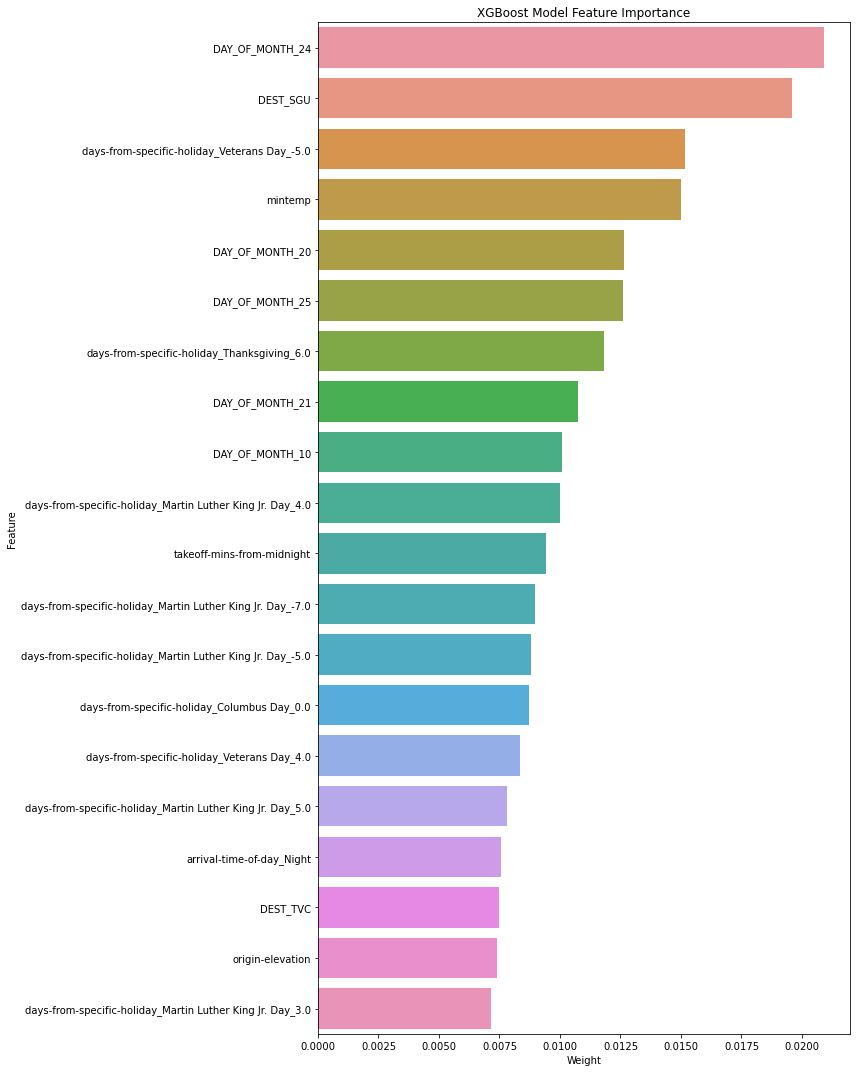 XGBoost Model Feature Importance
DAY_OF_MONTH_24
DEST_SGU
days-from-specific-holiday_Veterans Day_-5.0
mintemp
DAY_OF_MONTH_20
DAY_OF_MONTH_25
days-from-specific-holiday_Thanksgiving_6.0
DAY_OF_MONTH_21
DAY_OF_MONTH_10
days-from-specific-holiday_Martin Luther King Jr. Day_4.0
Feature
takeoff-mins-from-midnight
days-from-specific-holiday_Martin Luther King Jr. Day_-7.0
days-from-specific-holiday_Martin Luther King Jr. Day_-5.0
days-from-specific-holiday_Columbus Day_0.0
days-from-specific-holiday_Veterans Day_4.0
days-from-specific-holiday_Martin Luther King Jr. Day_5.0
arrival-time-of-day_Night
DEST_TVC
origin-elevation
days-from-specific-holiday_Martin Luther King Jr. Day_3.0
0.0000 0.0025 0.0050 0.0075 0.0100 0.0125 0.0150 0.0175 0.0200
Weight